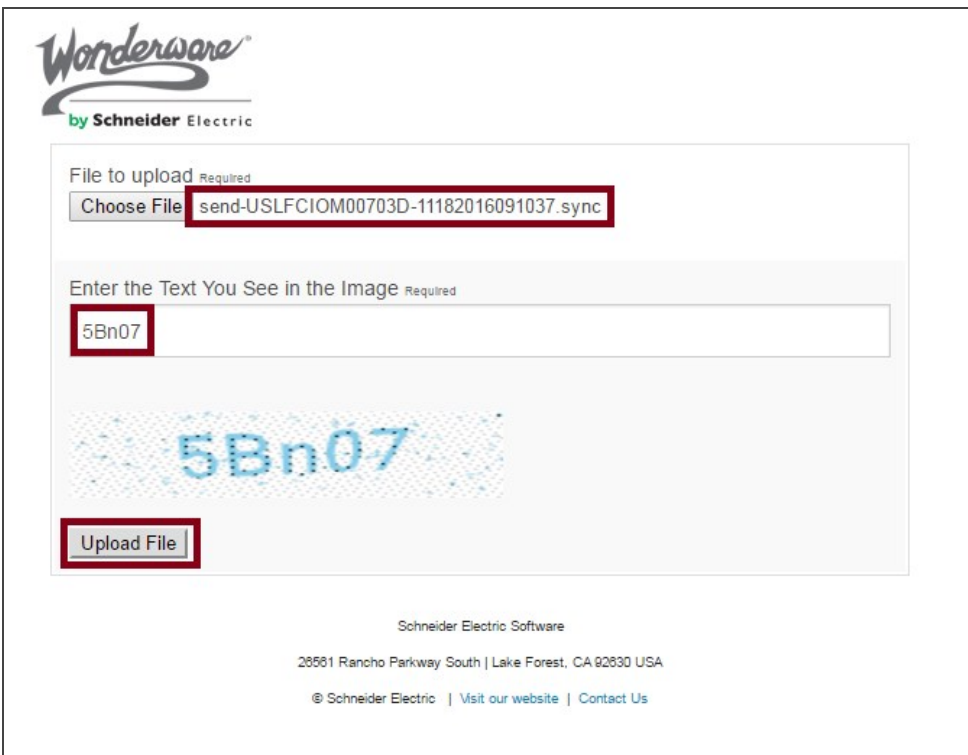 Wonderware®
by Schneider Electric
File to upload Required
Choose File send-USLFCIOM00703D-11182016091037.sync
Enter the Text You See in the Image Required
5Bn07
5Bn07
Upload File
Schneider Electric Software
26561 Rancho Parkway South | Lake Forest, CA 92630 USA
© Schneider Electric | Visit our website | Contact Us